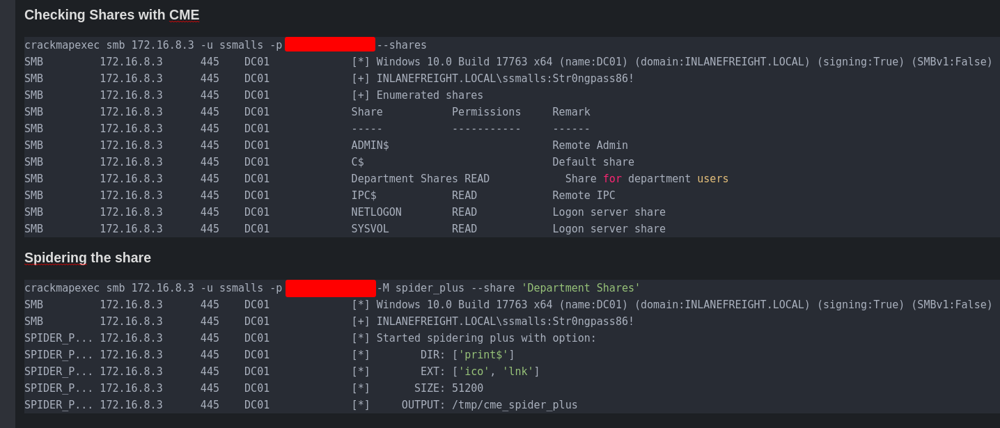 Checking Shares with CME
crackmapexec smb 172.16.8.3 -u ssmalls -p --shares
SMB 172.16.8.3 445 DC01 [*] Windows 10.0 Build 17763 x64 (name:DC01) (domain:INLANEFREIGHT.LOCAL) (signing:True) (SMBv1:False)
SMB 172.16.8.3 445 DC01 [+] INLANEFREIGHT.LOCAL\ssmalls:Str0ngpass86!
SMB 172.16.8.3 445 DC01 [+] Enumerated shares
SMB 172.16.8.3 445 DC01 Share Permissions Remark
SMB 172.16.8.3 445 DC01 ----- ----------- ------
SMB 172.16.8.3 445 DC01 ADMIN$ Remote Admin
SMB 172.16.8.3 445 DC01 C$ Default share
SMB 172.16.8.3 445 DC01 Department Shares READ Share for department users
SMB 172.16.8.3 445 DC01 IPC$ READ Remote IPC
SMB 172.16.8.3 445 DC01 NETLOGON READ Logon server share
SMB 172.16.8.3 445 DC01 SYSVOL READ Logon server share
Spidering the share
crackmapexec smb 172.16.8.3 -u ssmalls -p -M spider_plus --share 'Department Shares'
SMB 172.16.8.3 445 DC01 [*] Windows 10.0 Build 17763 x64 (name:DC01) (domain:INLANEFREIGHT.LOCAL) (signing:True) (SMBv1:False)
SMB 172.16.8.3 445 DC01 [+] INLANEFREIGHT.LOCAL\ssmalls:Str0ngpass86!
SPIDER_P... 172.16.8.3 445 DC01 [*] Started spidering plus with option:
SPIDER_P... 172.16.8.3 445 DC01 [*] DIR: ['print$']
SPIDER_P... 172.16.8.3 445 DC01 [*] EXT: ['ico', 'lnk']
SPIDER_P... 172.16.8.3 445 DC01 [*] SIZE: 51200
SPIDER_P... 172.16.8.3 445 DC01 [*] OUTPUT: /tmp/cme_spider_plus